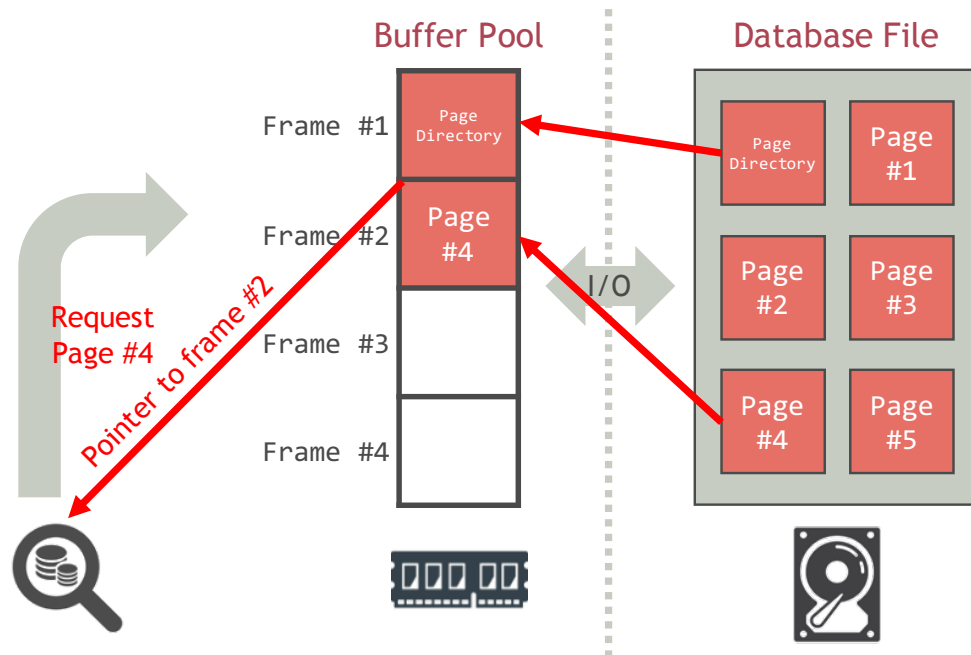 Buffer Pool
Database File
Frame #1
Page
Directory
Page
Directory
Page
#1
Frame #2
Page
#4
Page
#2
Page
#3
I/O
Request
Page #4
Pointer to frame #2
Frame #3
Frame #4
Page
#4
Page
#5